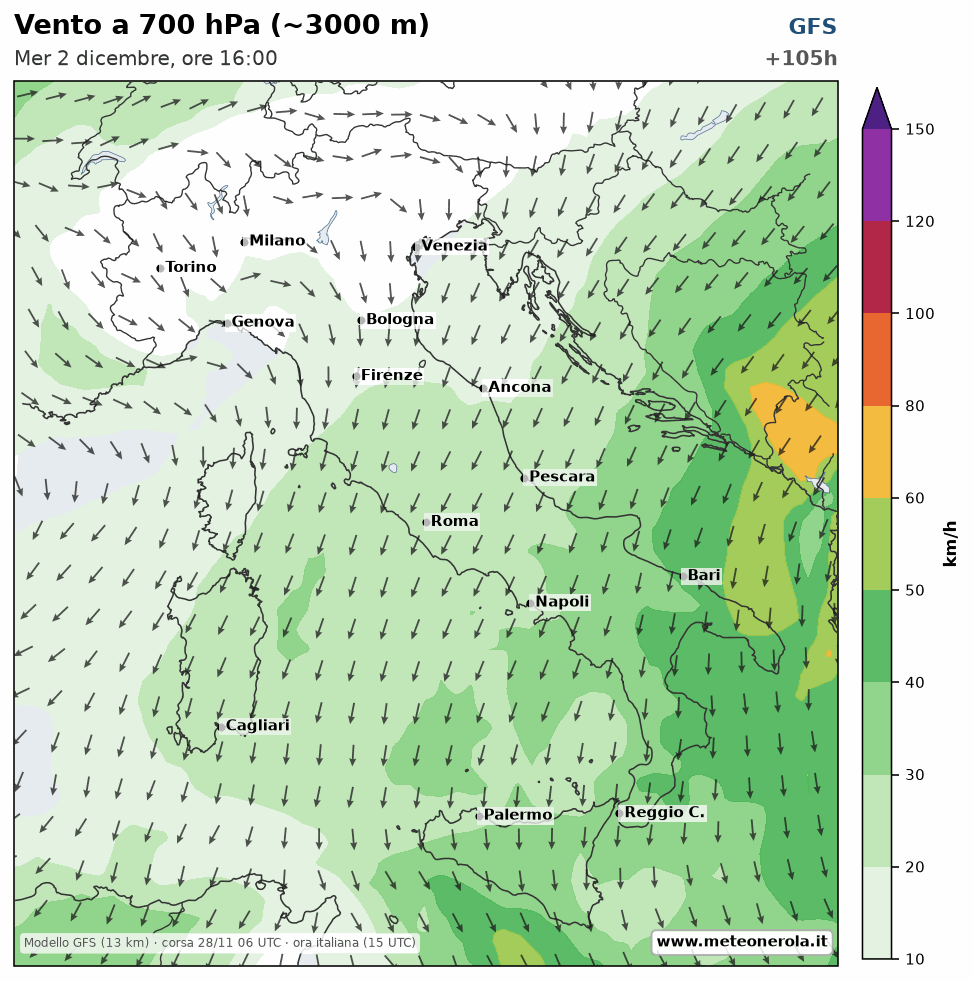 Vento a 700 hPa (~3000 m)
GFS
Mer 2 dicembre, ore 16:00
+105h
Milano
Venezia
Torino
Genova
Bologna
Firenze
Ancona
Pescara
Roma
Bari
Napoli
Cagliari
Palermo
Reggio C.
150
120
100
80
60
50
40
30
20
10
km/h
Modello GFS (13 km) · corsa 28/11 06 UTC · ora italiana (15 UTC)
www.meteonerola.it